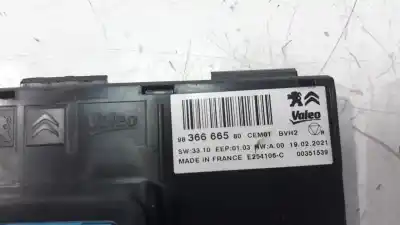 Valeo
Valeo
98 366 665 80 CEM01 BVH2
SW:33.10 EEP:01.03 HW:A.00 19.02.2021
MADE IN FRANCE E254106-C 00351539